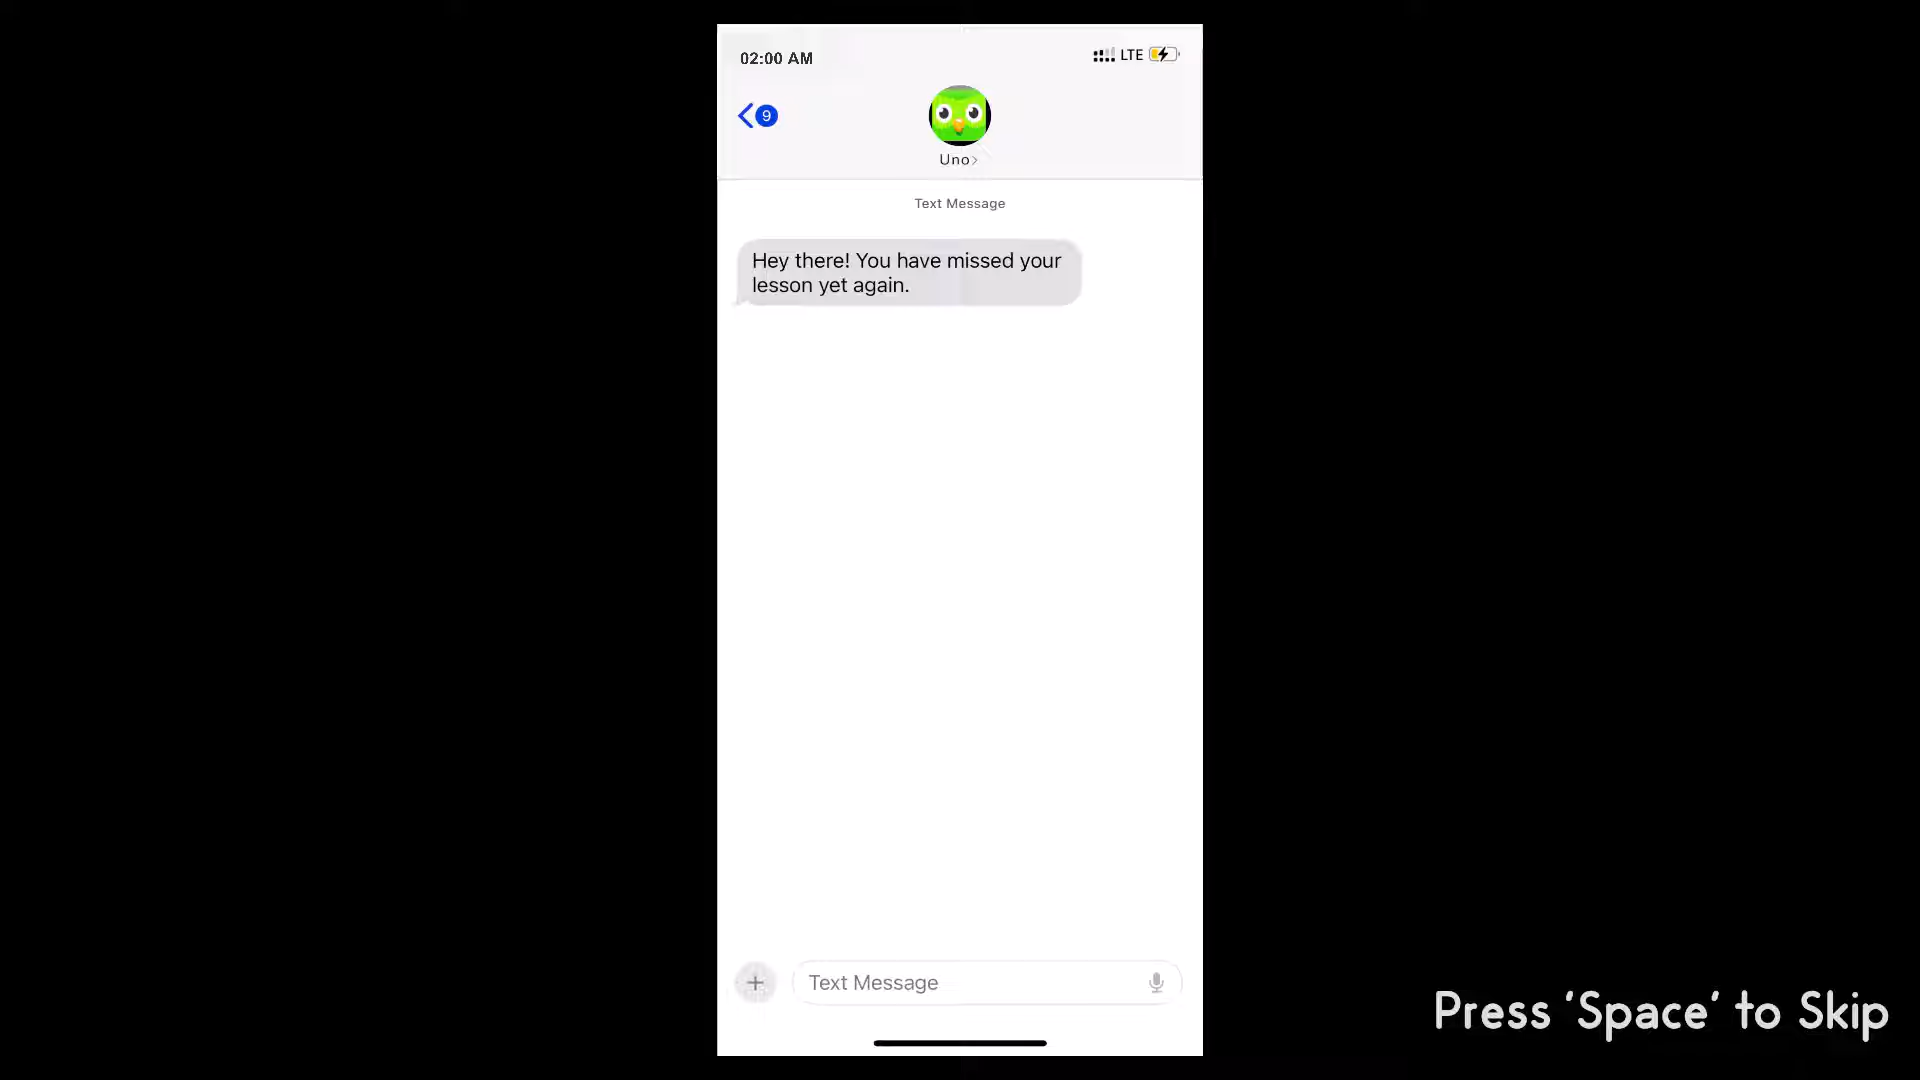 02:00 AM
LTE
9
Uno
Text Message
Hey there! You have missed your
lesson yet again.
Text Message
Press 'Space' to Skip